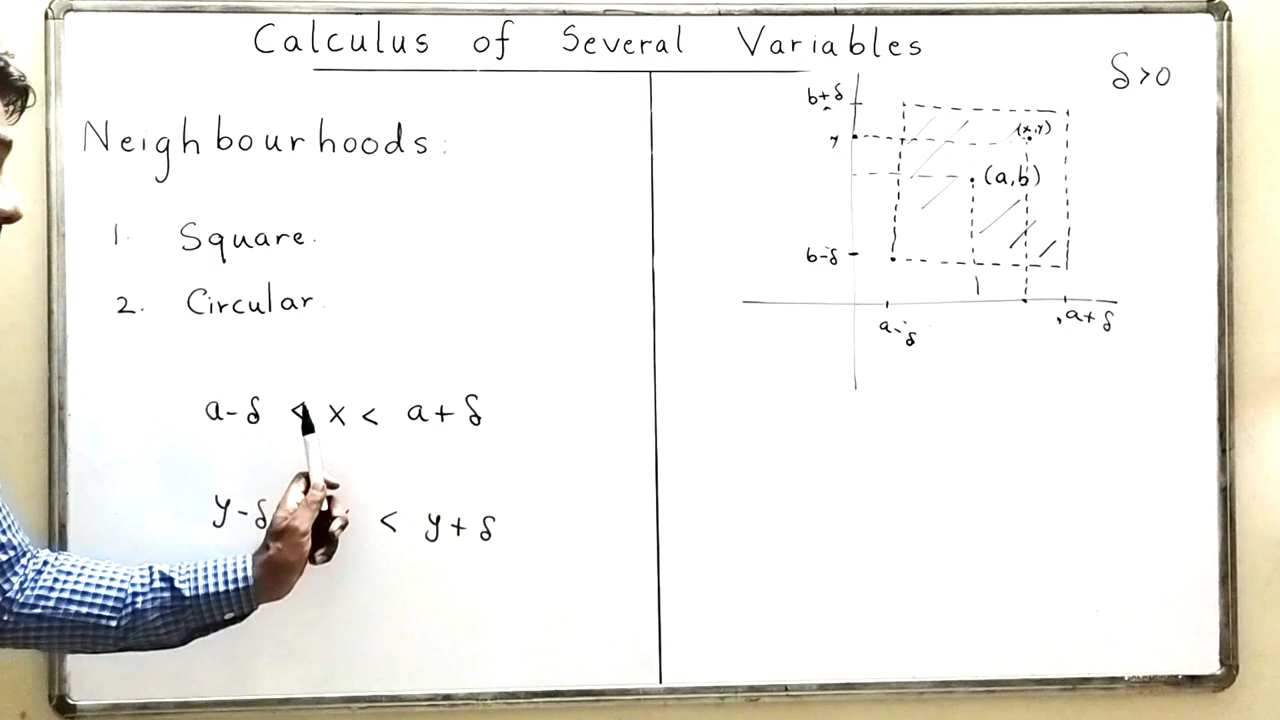 Calculus of Several Variables
Neighbourhoods:
1. Square.
2. Circular.
a-δ < x < a+δ
y-δ < y+δ
δ>0
b+δ
(x,y)
y
(a,b)
b-δ
a-δ
a+δ